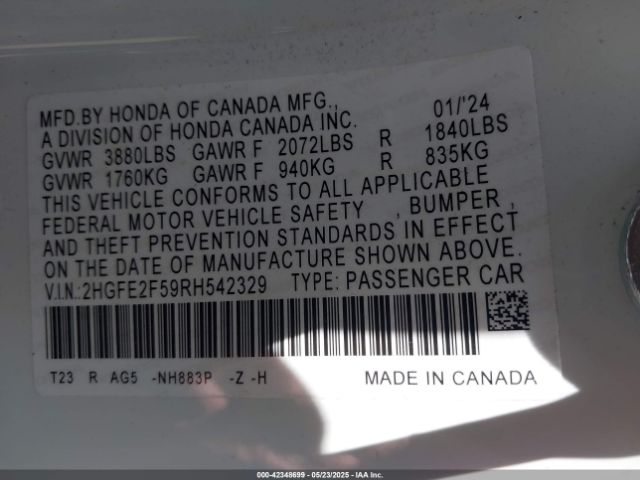 MFD.BY HONDA OF CANADA MFG., 01/'24
A DIVISION OF HONDA CANADA INC.
GVWR 3880LBS GAWR F 2072LBS R 1840LBS
GVWR 1760KG GAWR F 940KG R 835KG
THIS VEHICLE CONFORMS TO ALL APPLICABLE
FEDERAL MOTOR VEHICLE SAFETY , BUMPER ,
AND THEFT PREVENTION STANDARDS IN EFFECT
ON THE DATE OF MANUFACTURE SHOWN ABOVE.
V.I.N.:2HGFE2F59RH542329 TYPE: PASSENGER CAR
T23 R AG5 -NH883P -Z -H MADE IN CANADA
000-42348699 - 05/23/2025 - IAA Inc.